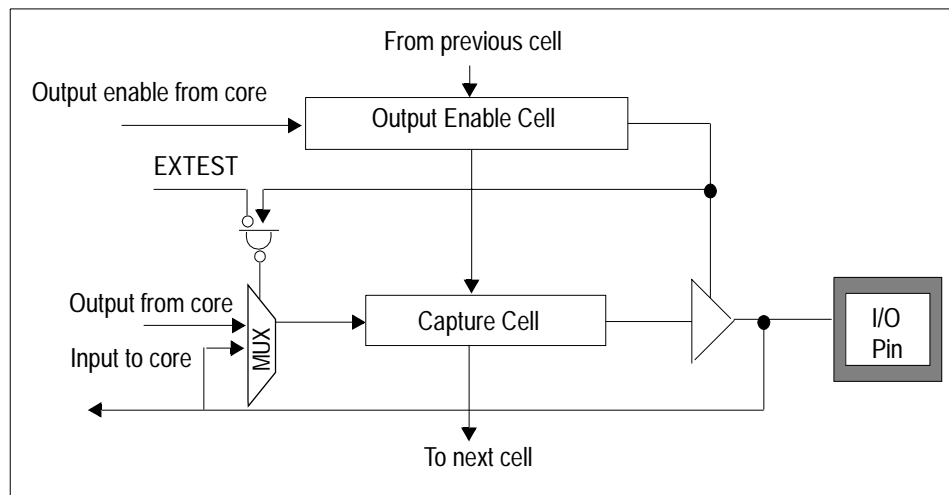 From previous cell
Output enable from core
Output Enable Cell
EXTEST
Output from core
Input to core
MUX
Capture Cell
I/O
Pin
To next cell